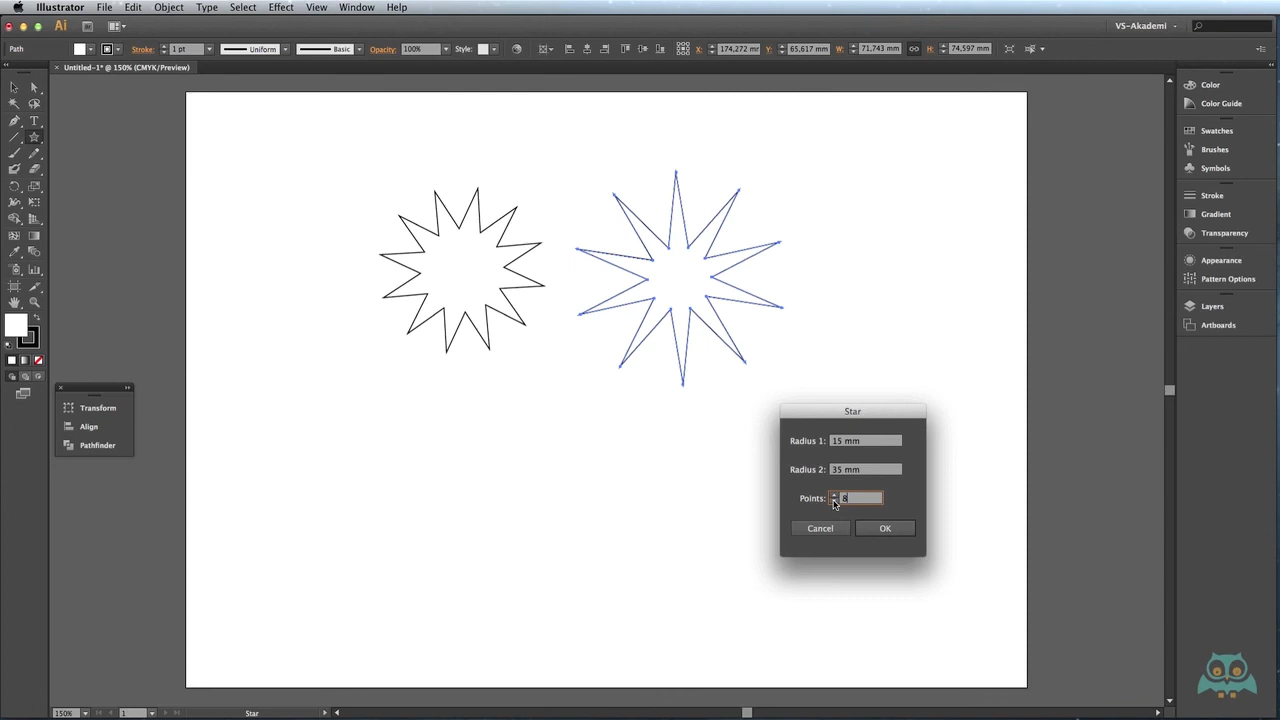 Illustrator File Edit Object Type Select Effect View Window Help
Ai VS-Akademi
Path Stroke: 1 pt Uniform Basic Opacity: 100% Style: X: 174,272 mm Y: 65,617 mm W: 71,743 mm H: 74,597 mm
× Untitled-1* @ 150% (CMYK/Preview)
Color
Color Guide
Swatches
Brushes
Symbols
Stroke
Gradient
Transparency
Appearance
Pattern Options
Layers
Artboards
Transform
Align
Pathfinder
Star
Radius 1: 15 mm
Radius 2: 35 mm
Points: 8
Cancel OK
150% 1 Star